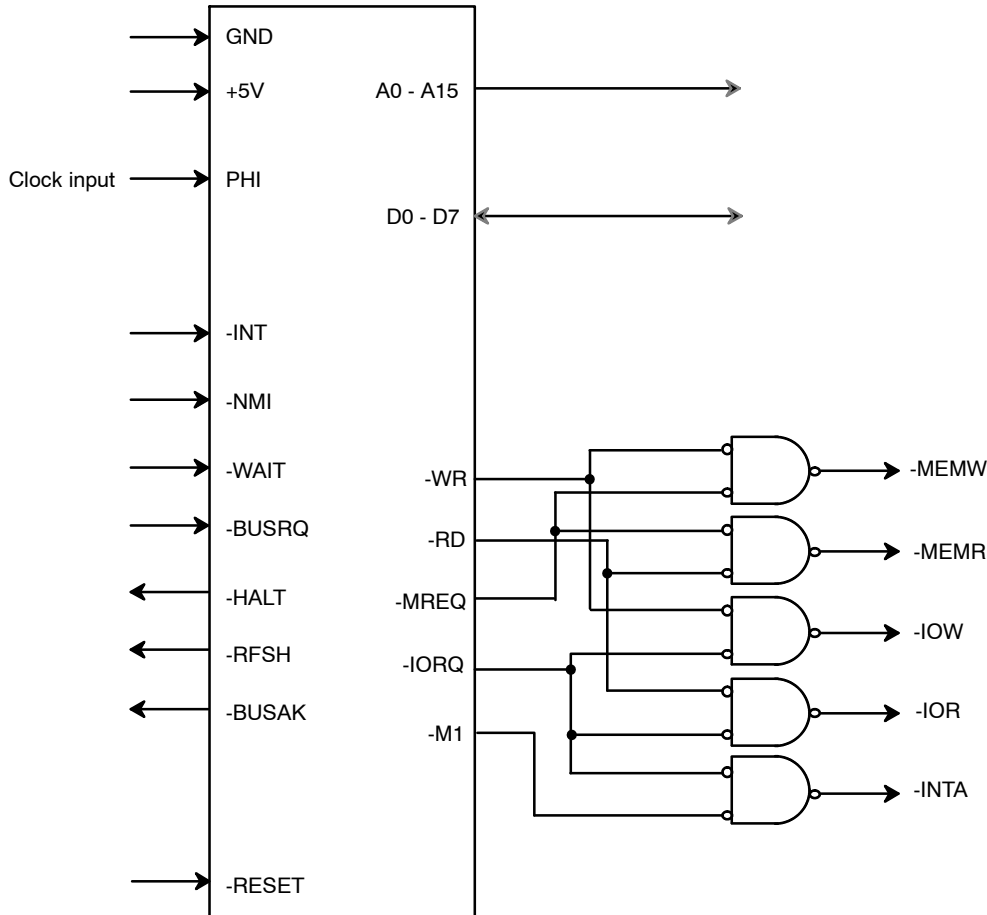 GND
+5V
A0 - A15
Clock input
PHI
D0 - D7
-INT
-NMI
-WAIT
-BUSRQ
-HALT
-RFSH
-BUSAK
-RESET
-WR
-RD
-MREQ
-IORQ
-M1
-MEMW
-MEMR
-IOW
-IOR
-INTA